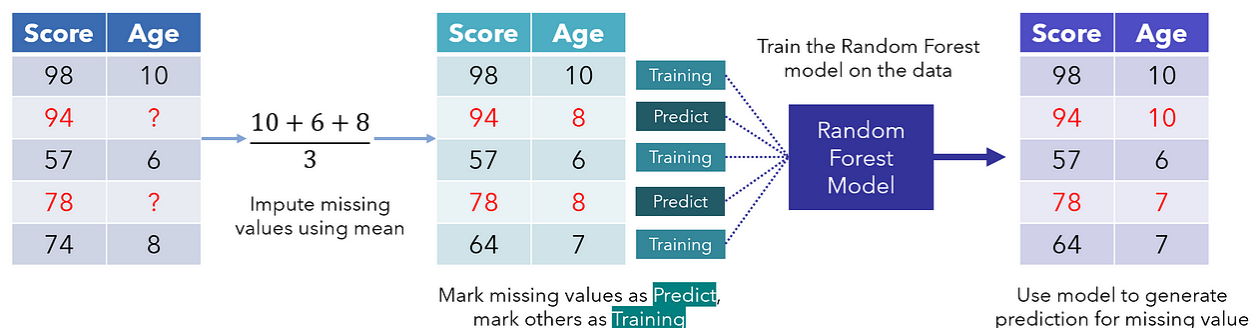 Score Age
98 10
94 ?
57 6
78 ?
74 8
10 + 6 + 8
3
Impute missing
values using mean
Score Age
98 10
94 8
57 6
78 8
64 7
Training
Predict
Training
Predict
Training
Mark missing values as Predict,
mark others as Training
Train the Random Forest
model on the data
Random
Forest
Model
Score Age
98 10
94 10
57 6
78 7
64 7
Use model to generate
prediction for missing value